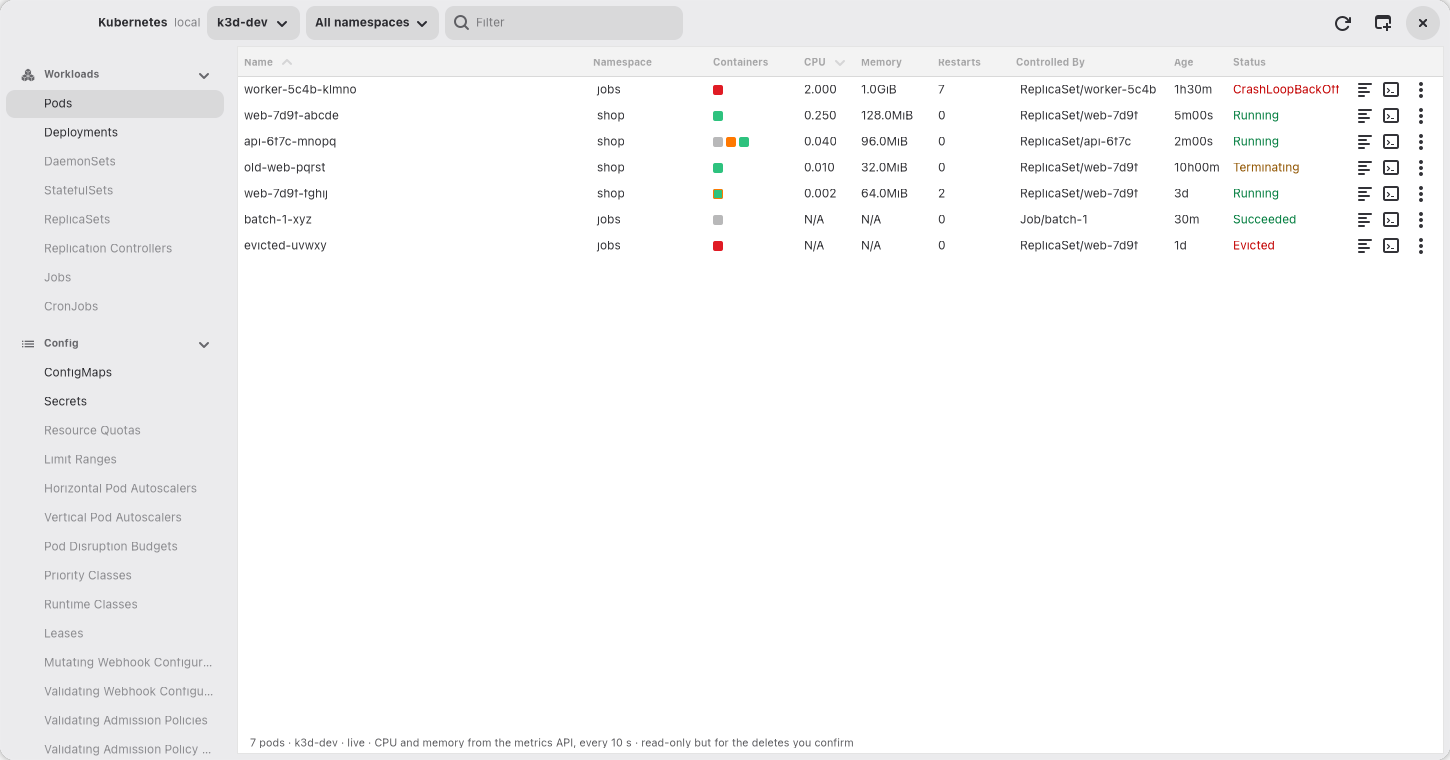 Kubernetes local k3d-dev All namespaces Filter
Workloads
Pods
Deployments
DaemonSets
StatefulSets
ReplicaSets
Replication Controllers
Jobs
CronJobs
Config
ConfigMaps
Secrets
Resource Quotas
Limit Ranges
Horizontal Pod Autoscalers
Vertical Pod Autoscalers
Pod Disruption Budgets
Priority Classes
Runtime Classes
Leases
Mutating Webhook Configur...
Validating Webhook Configu...
Validating Admission Policies
Validating Admission Policy ...
Name Namespace Containers CPU Memory Restarts Controlled By Age Status
worker-5c4b-klmno jobs 2.000 1.0GiB 7 ReplicaSet/worker-5c4b 1h30m CrashLoopBackOff
web-7d9f-abcde shop 0.250 128.0MiB 0 ReplicaSet/web-7d9f 5m00s Running
api-6f7c-mnopq shop 0.040 96.0MiB 0 ReplicaSet/api-6f7c 2m00s Running
old-web-pqrst shop 0.010 32.0MiB 0 ReplicaSet/web-7d9f 10h00m Terminating
web-7d9f-fghij shop 0.002 64.0MiB 2 ReplicaSet/web-7d9f 3d Running
batch-1-xyz jobs N/A N/A 0 Job/batch-1 30m Succeeded
evicted-uvwxy jobs N/A N/A 0 ReplicaSet/web-7d9f 1d Evicted
7 pods · k3d-dev · live · CPU and memory from the metrics API, every 10 s · read-only but for the deletes you confirm